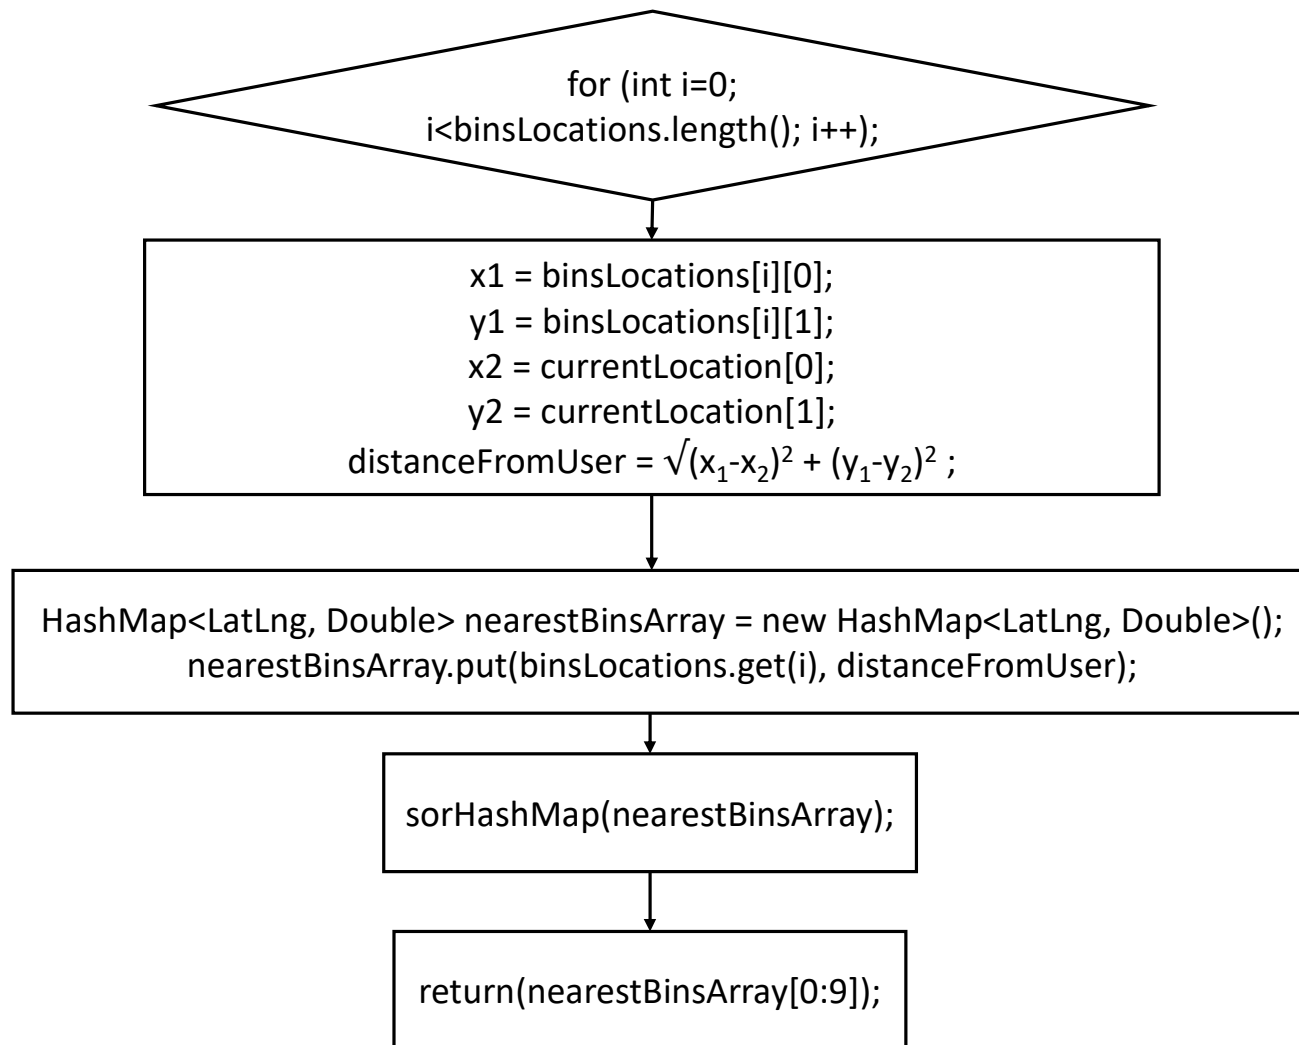 for (int i=0;
i<binsLocations.length(); i++);
x1 = binsLocations[i][0];
y1 = binsLocations[i][1];
x2 = currentLocation[0];
y2 = currentLocation[1];
distanceFromUser = √(x₁-x₂)² + (y₁-y₂)² ;
HashMap<LatLng, Double> nearestBinsArray = new HashMap<LatLng, Double>();
nearestBinsArray.put(binsLocations.get(i), distanceFromUser);
sorHashMap(nearestBinsArray);
return(nearestBinsArray[0:9]);